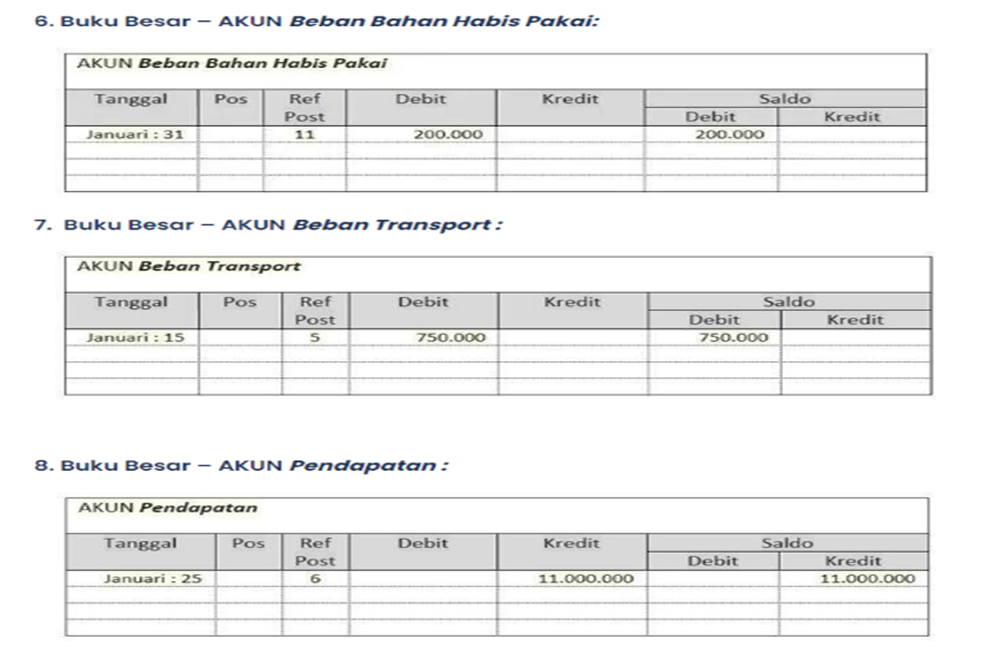 6. Buku Besar – AKUN Beban Bahan Habis Pakai:
AKUN Beban Bahan Habis Pakai
Tanggal Pos Ref Post Debit Kredit Saldo
Debit Kredit
Januari : 31 11 200.000 200.000
7. Buku Besar – AKUN Beban Transport :
AKUN Beban Transport
Tanggal Pos Ref Post Debit Kredit Saldo
Debit Kredit
Januari : 15 5 750.000 750.000
8. Buku Besar – AKUN Pendapatan :
AKUN Pendapatan
Tanggal Pos Ref Post Debit Kredit Saldo
Debit Kredit
Januari : 25 6 11.000.000 11.000.000